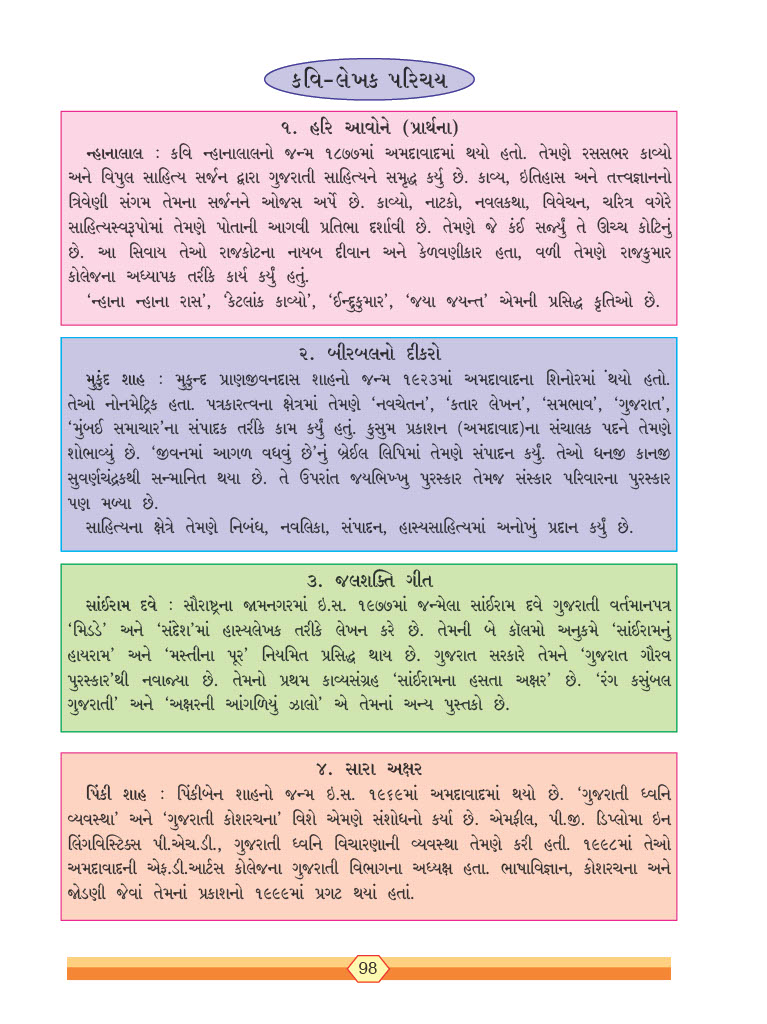 કવિ-લેખક પરિચય
૧. હરિ આવોને (પ્રાર્થના)
ન્હાનાલાલ : કવિ ન્હાનાલાલનો જન્મ ૧૮૭૭માં અમદાવાદમાં થયો હતો. તેમણે રસસભર કાવ્યો
અને વિપુલ સાહિત્ય સર્જન દ્વારા ગુજરાતી સાહિત્યને સમૃદ્ધ કર્યુ છે. કાવ્ય, ઇતિહાસ અને તત્ત્વજ્ઞાનનો
ત્રિવેણી સંગમ તેમના સર્જનને ઓજસ અર્પે છે. કાવ્યો, નાટકો, નવલકથા, વિવેચન, ચરિત્ર વગેરે
સાહિત્યસ્વરૂપોમાં તેમણે પોતાની આગવી પ્રતિભા દર્શાવી છે. તેમણે જે કંઈ સર્જ્યું તે ઊચ્ચ કોટિનું
છે. આ સિવાય તેઓ રાજકોટના નાયબ દીવાન અને કેળવણીકાર હતા, વળી તેમણે રાજકુમાર
કોલેજના અધ્યાપક તરીકે કાર્ય કર્યું હતું.
‘ન્હાના ન્હાના રાસ’, ‘કેટલાંક કાવ્યો’, ‘ઈન્દુકુમાર’, ‘જયા જયન્ત’ એમની પ્રસિદ્ધ કૃતિઓ છે.
૨. બીરબલનો દીકરો
મુકુંદ શાહ : મુકુન્દ પ્રાણજીવનદાસ શાહનો જન્મ ૧૯૨૩માં અમદાવાદના શિનોરમાં થયો હતો.
તેઓ નોનમેટ્રિક હતા. પત્રકારત્વના ક્ષેત્રમાં તેમણે ‘નવચેતન’, ‘કતાર લેખન’, ‘સમભાવ’, ‘ગુજરાત’,
‘મુંબઈ સમાચાર’ના સંપાદક તરીકે કામ કર્યું હતું. કુસુમ પ્રકાશન (અમદાવાદ)ના સંચાલક પદને તેમણે
શોભાવ્યું છે. ‘જીવનમાં આગળ વધવું છે’નું બ્રેઈલ લિપિમાં તેમણે સંપાદન કર્યું. તેઓ ધનજી કાનજી
સુવર્ણચંદ્રકથી સન્માનિત થયા છે. તે ઉપરાંત જયભિખ્ખુ પુરસ્કાર તેમજ સંસ્કાર પરિવારના પુરસ્કાર
પણ મળ્યા છે.
સાહિત્યના ક્ષેત્રે તેમણે નિબંધ, નવલિકા, સંપાદન, હાસ્યસાહિત્યમાં અનોખું પ્રદાન કર્યું છે.
૩. જલશક્તિ ગીત
સાંઈરામ દવે : સૌરાષ્ટ્રના જામનગરમાં ઇ.સ. ૧૯૭૭માં જન્મેલા સાંઈરામ દવે ગુજરાતી વર્તમાનપત્ર
‘મિડડે’ અને ‘સંદેશ’માં હાસ્યલેખક તરીકે લેખન કરે છે. તેમની બે કૉલમો અનુક્રમે ‘સાંઈરામનું
હાયરામ’ અને ‘મસ્તીના પૂર’ નિયમિત પ્રસિદ્ધ થાય છે. ગુજરાત સરકારે તેમને ‘ગુજરાત ગૌરવ
પુરસ્કાર’થી નવાજ્યા છે. તેમનો પ્રથમ કાવ્યસંગ્રહ ‘સાંઈરામના હસતા અક્ષર’ છે. ‘રંગ કસુંબલ
ગુજરાતી’ અને ‘અક્ષરની આંગળિયું ઝાલો’ એ તેમનાં અન્ય પુસ્તકો છે.
૪. સારા અક્ષર
પિંકી શાહ : પિંકીબેન શાહનો જન્મ ઇ.સ. ૧૯૬૯માં અમદાવાદમાં થયો છે. ‘ગુજરાતી ધ્વનિ
વ્યવસ્થા’ અને ‘ગુજરાતી કોશરચના’ વિશે એમણે સંશોધનો કર્યા છે. એમફીલ, પી.જી. ડિપ્લોમા ઇન
લિંગવિસ્ટિક્સ પી.એચ.ડી., ગુજરાતી ધ્વનિ વિચારણાની વ્યવસ્થા તેમણે કરી હતી. ૧૯૯૮માં તેઓ
અમદાવાદની એફ.ડી.આર્ટસ કોલેજના ગુજરાતી વિભાગના અધ્યક્ષ હતા. ભાષાવિજ્ઞાન, કોશરચના અને
જોડણી જેવાં તેમનાં પ્રકાશનો ૧૯૯૯માં પ્રગટ થયાં હતાં.
98